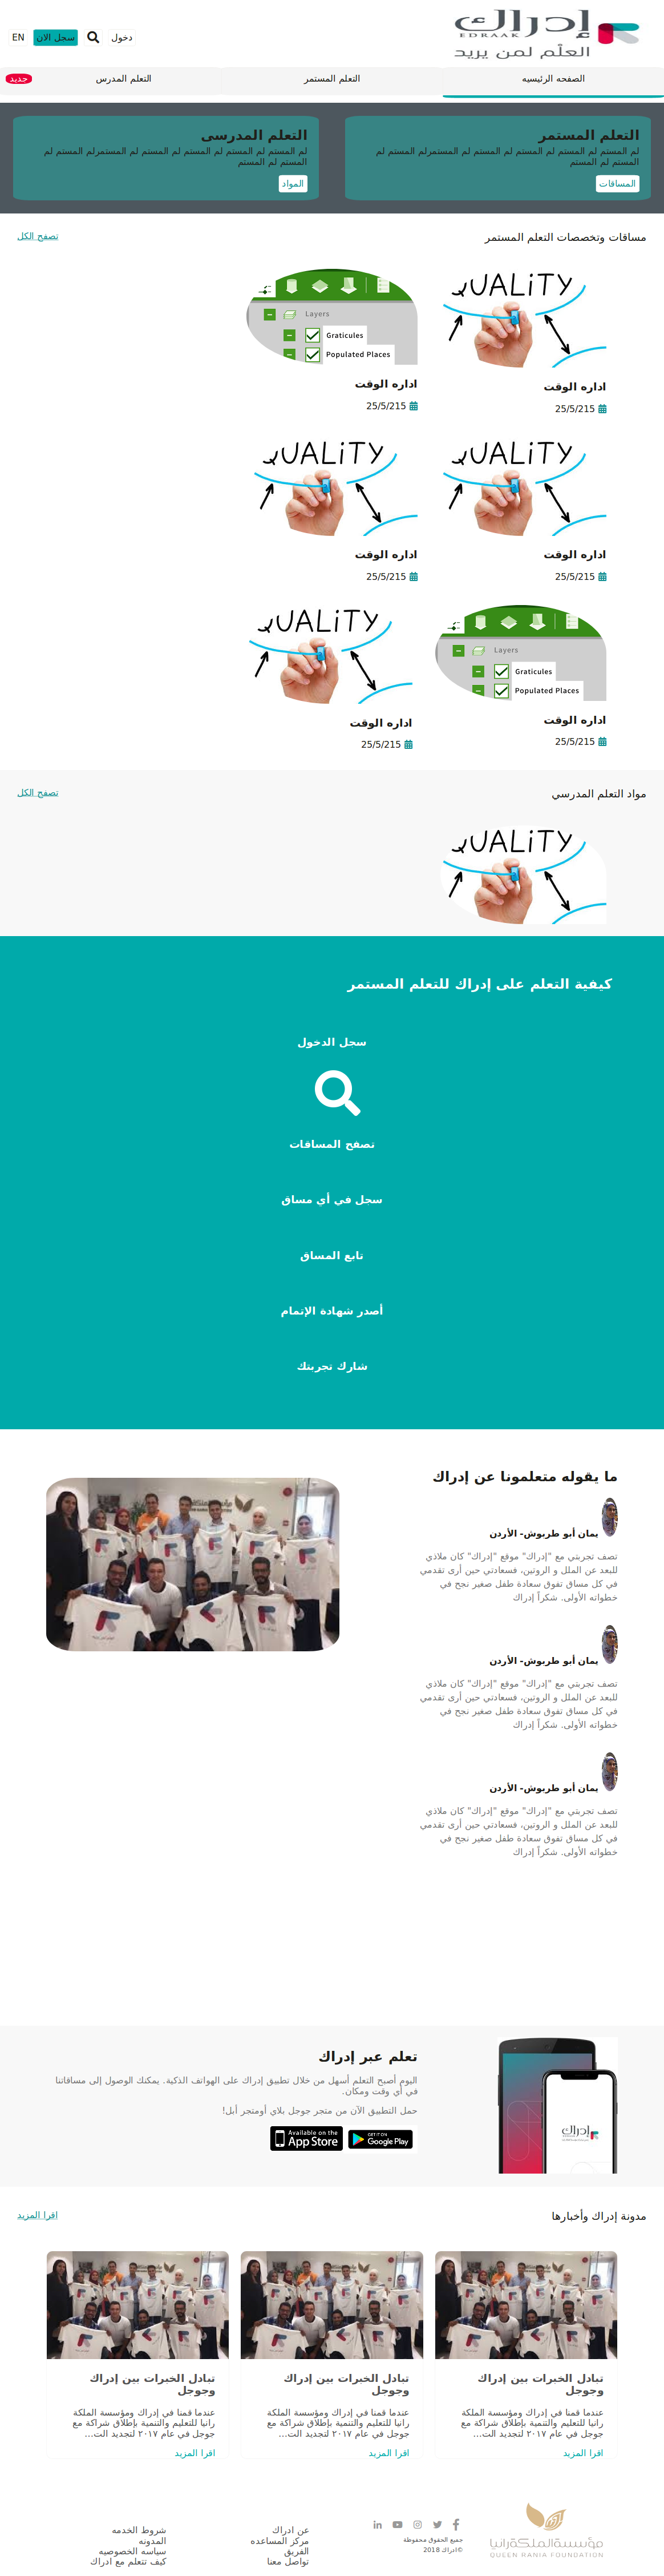 إدراك
EDRAAK
العلّم لمن يريد
دخول
سجل الان
EN
الصفحه الرئيسيه
التعلم المستمر
التعلم المدرس
جديد
التعلم المستمر
لم المستم لم المستم لم المستم لم المستم لم المستمرلم المستم لم
المستم لم المستم
المساقات
التعلم المدرسى
لم المستم لم المستم لم المستم لم المستم لم المستمرلم المستم لم
المستم لم المستم
المواد
مساقات وتخصصات التعلم المستمر
تصفح الكل
QUALITY
اداره الوقت
25/5/215
Layers
Graticules
Populated Places
اداره الوقت
25/5/215
QUALITY
اداره الوقت
25/5/215
QUALITY
اداره الوقت
25/5/215
Layers
Graticules
Populated Places
اداره الوقت
25/5/215
QUALITY
اداره الوقت
25/5/215
مواد التعلم المدرسي
تصفح الكل
QUALITY
كيفية التعلم على إدراك للتعلم المستمر
سجل الدخول
تصفح المساقات
سجل في أي مساق
تابع المساق
أصدر شهادة الإتمام
شارك تجربتك
ما يقوله متعلمونا عن إدراك
يمان أبو طربوش- الأردن
تصف تجربتي مع "إدراك" موقع "إدراك" كان ملاذي
للبعد عن الملل و الروتين، فسعادتي حين أرى تقدمي
في كل مساق تفوق سعادة طفل صغير نجح في
خطواته الأولى. شكراً إدراك
يمان أبو طربوش- الأردن
تصف تجربتي مع "إدراك" موقع "إدراك" كان ملاذي
للبعد عن الملل و الروتين، فسعادتي حين أرى تقدمي
في كل مساق تفوق سعادة طفل صغير نجح في
خطواته الأولى. شكراً إدراك
يمان أبو طربوش- الأردن
تصف تجربتي مع "إدراك" موقع "إدراك" كان ملاذي
للبعد عن الملل و الروتين، فسعادتي حين أرى تقدمي
في كل مساق تفوق سعادة طفل صغير نجح في
خطواته الأولى. شكراً إدراك
إدراك
تعلم عبر إدراك
اليوم أصبح التعلم أسهل من خلال تطبيق إدراك على الهواتف الذكية. يمكنك الوصول إلى مساقاتنا
في أي وقت ومكان.
حمل التطبيق الآن من متجر جوجل بلاي أومتجر أبل!
GET IT ON
Google Play
Available on the
App Store
مدونة إدراك وأخبارها
اقرا المزيد
تبادل الخبرات بين إدراك
وجوجل
عندما قمنا في إدراك ومؤسسة الملكة
رانيا للتعليم والتنمية بإطلاق شراكة مع
جوجل في عام ٢٠١٧ لتجديد الت...
اقرا المزيد
تبادل الخبرات بين إدراك
وجوجل
عندما قمنا في إدراك ومؤسسة الملكة
رانيا للتعليم والتنمية بإطلاق شراكة مع
جوجل في عام ٢٠١٧ لتجديد الت...
اقرا المزيد
تبادل الخبرات بين إدراك
وجوجل
عندما قمنا في إدراك ومؤسسة الملكة
رانيا للتعليم والتنمية بإطلاق شراكة مع
جوجل في عام ٢٠١٧ لتجديد الت...
اقرا المزيد
مؤسسة الملكة رانيا
QUEEN RANIA FOUNDATION
جميع الحقوق محفوظة
©ادراك 2018
عن ادراك
مركز المساعده
الفريق
تواصل معنا
شروط الخدمه
المدونه
سياسه الخصوصيه
كيف تتعلم مع ادراك